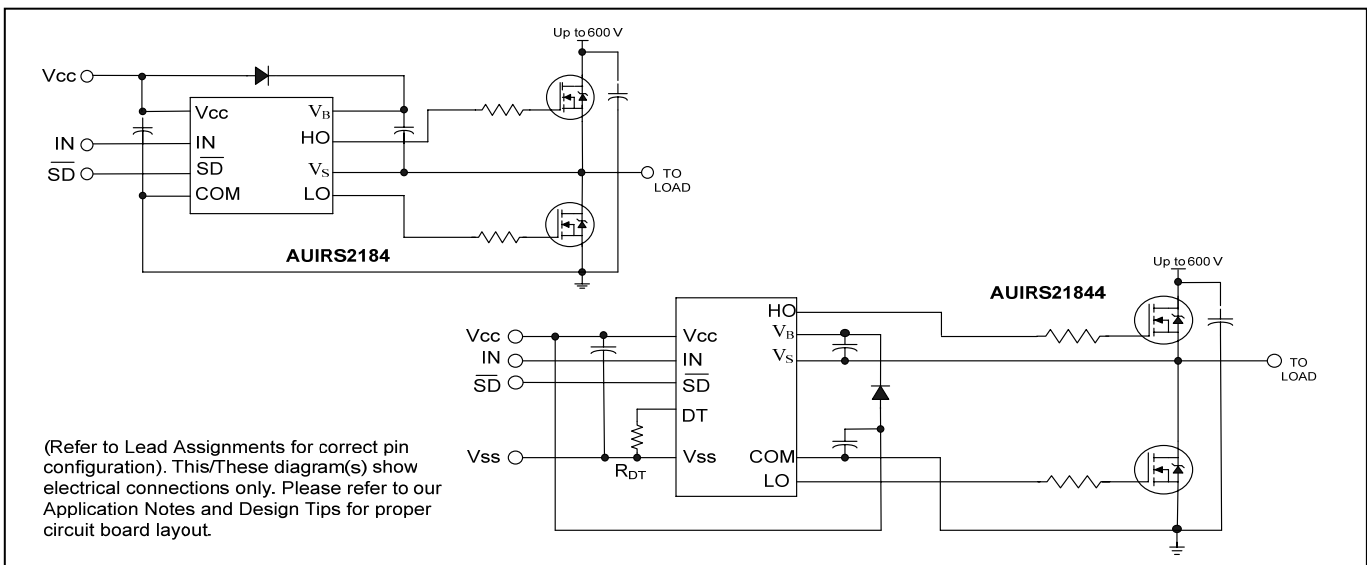 Up to 600 V
Vcc
Vcc
VB
HO
IN
IN
SD
SD
VS
TO
LOAD
COM
LO
AUIRS2184
Up to 600 V
AUIRS21844
HO
Vcc
Vcc
VB
IN
IN
VS
TO
LOAD
SD
SD
DT
Vss
RDT
Vss
COM
LO
(Refer to Lead Assignments for correct pin
configuration). This/These diagram(s) show
electrical connections only. Please refer to our
Application Notes and Design Tips for proper
circuit board layout.